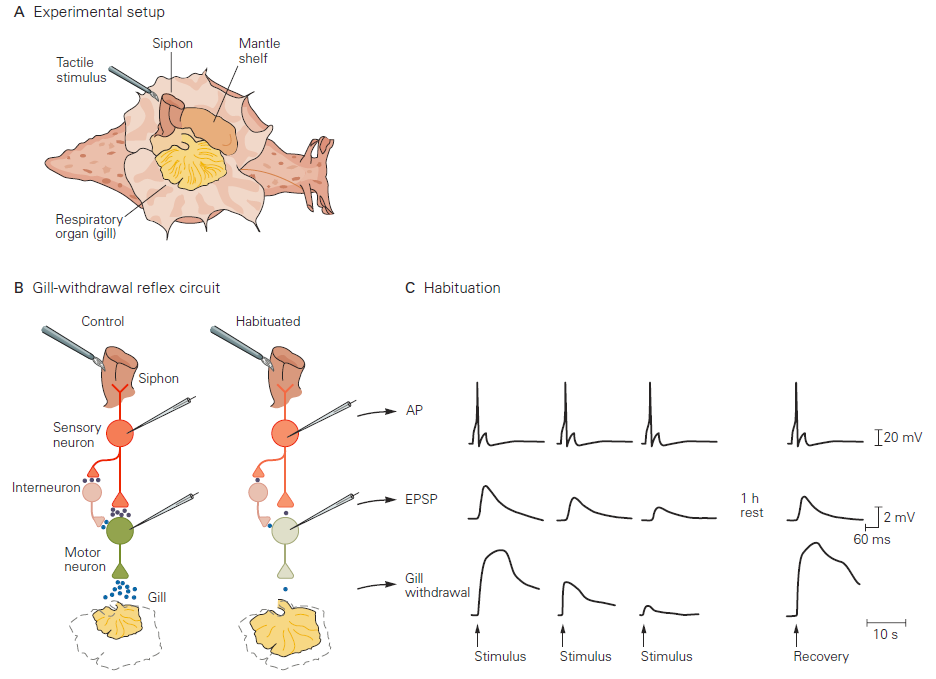 A Experimental setup
Siphon
Mantle
shelf
Tactile
stimulus
Respiratory
organ (gill)
B Gill-withdrawal reflex circuit
Control
Habituated
Siphon
Sensory
neuron
Interneuron
Motor
neuron
Gill
C Habituation
AP
20 mV
EPSP
1 h
rest
2 mV
60 ms
Gill
withdrawal
10 s
Stimulus
Stimulus
Stimulus
Recovery